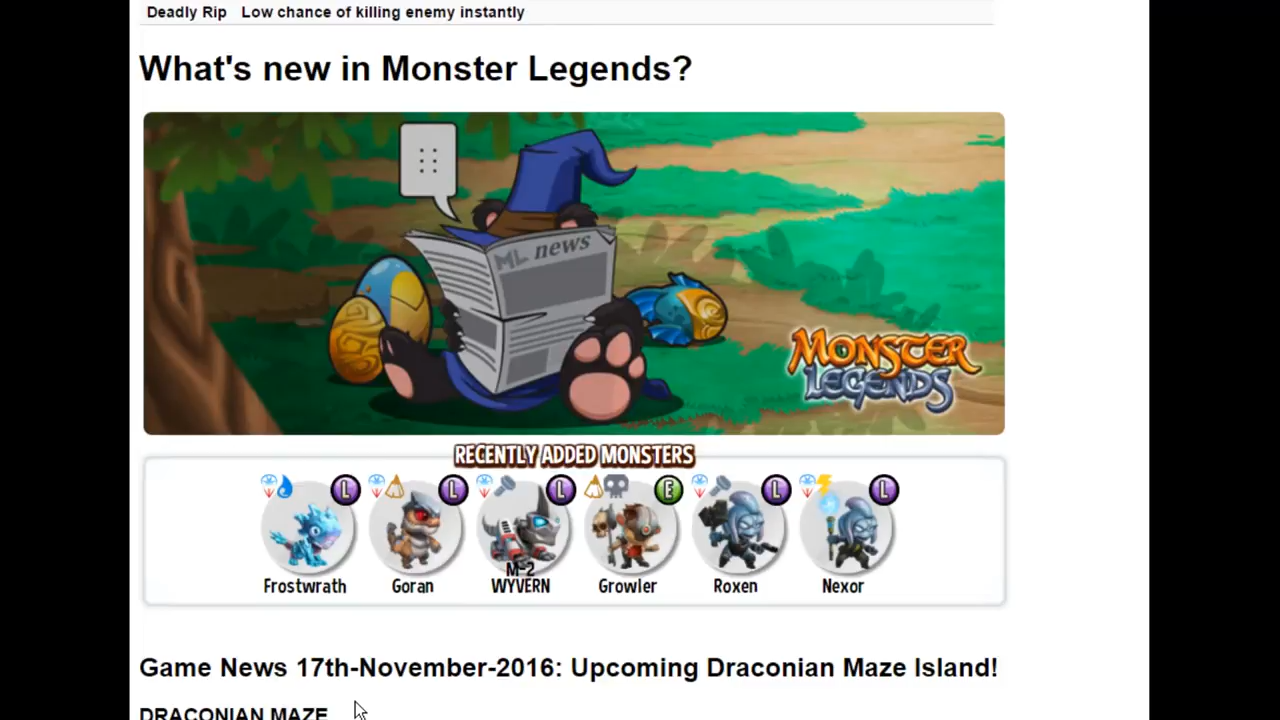 Deadly Rip Low chance of killing enemy instantly
What's new in Monster Legends?
ML news
MONSTER
LEGENDS
RECENTLY ADDED MONSTERS
L L L E L L
M-2
Frostwrath Goran WYVERN Growler Roxen Nexor
Game News 17th-November-2016: Upcoming Draconian Maze Island!
DRACONIAN MAZE